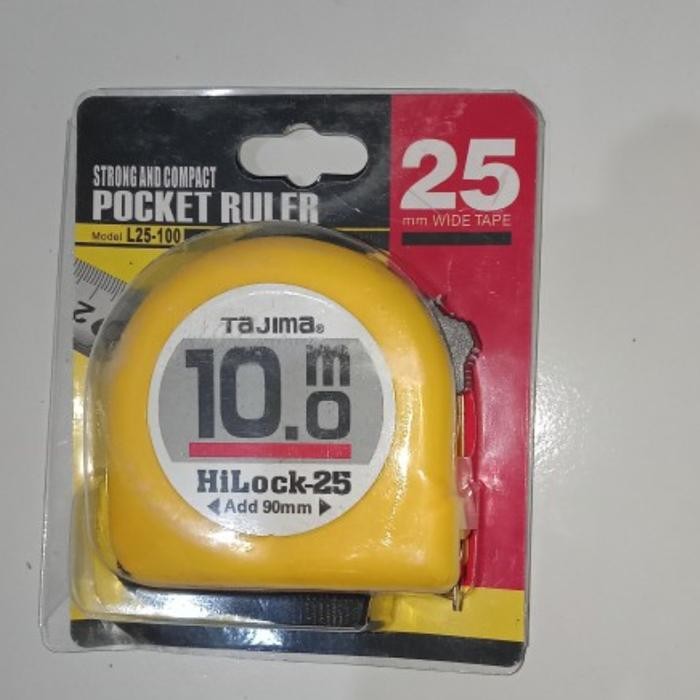 STRONG AND COMPACT
POCKET RULER
Model L25-100
25
mm WIDE TAPE
2
TaJIma®
10.0 m
HiLock-25
◀ Add 90mm ▶